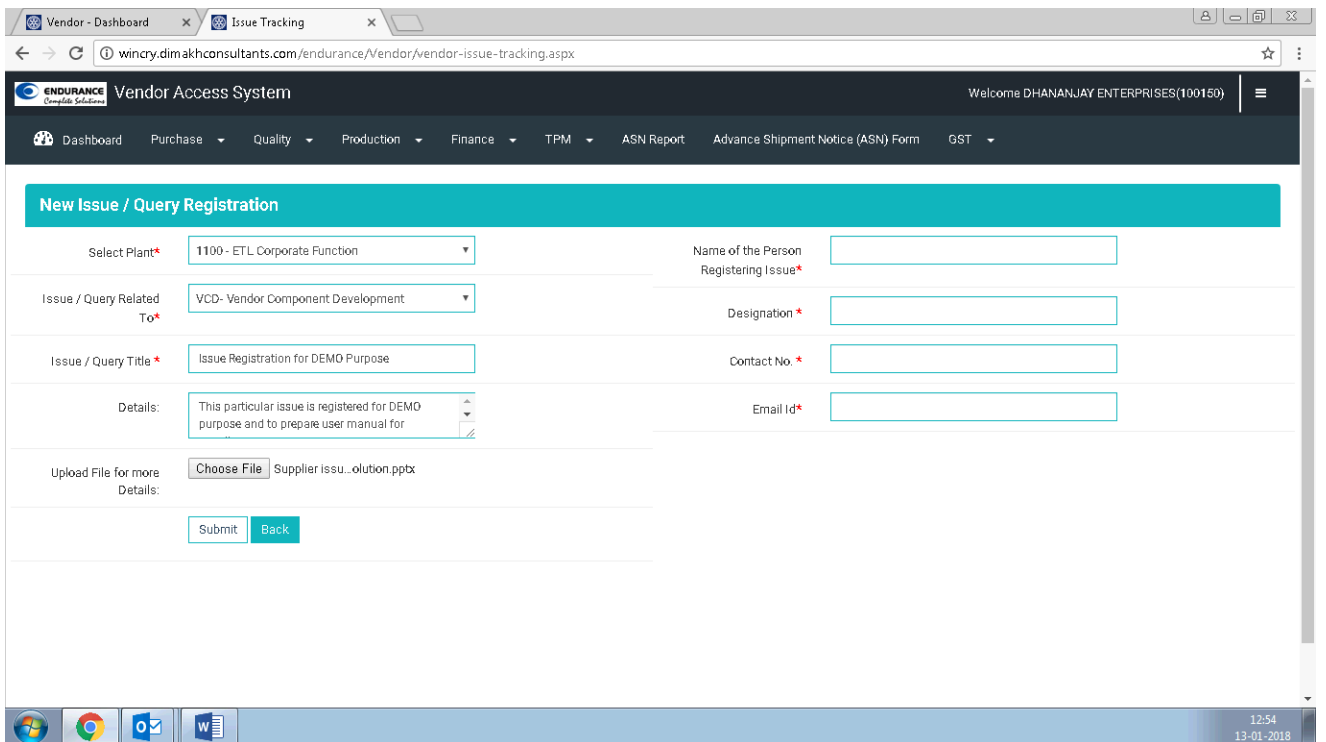 Vendor - Dashboard
Issue Tracking
wincry.dimakhconsultants.com/endurance/Vendor/vendor-issue-tracking.aspx
ENDURANCE
Complete Solutions
Vendor Access System
Welcome DHANANJAY ENTERPRISES(100150)
Dashboard Purchase Quality Production Finance TPM ASN Report Advance Shipment Notice (ASN) Form GST
New Issue / Query Registration
Select Plant*
1100 - ETL Corporate Function
Issue / Query Related
To*
VCD- Vendor Component Development
Issue / Query Title *
Issue Registration for DEMO Purpose
Details:
This particular issue is registered for DEMO
purpose and to prepare user manual for
Upload File for more
Details:
Choose File Supplier issu...olution.pptx
Submit Back
Name of the Person
Registering Issue*
Designation *
Contact No. *
Email Id*
12:54
13-01-2018